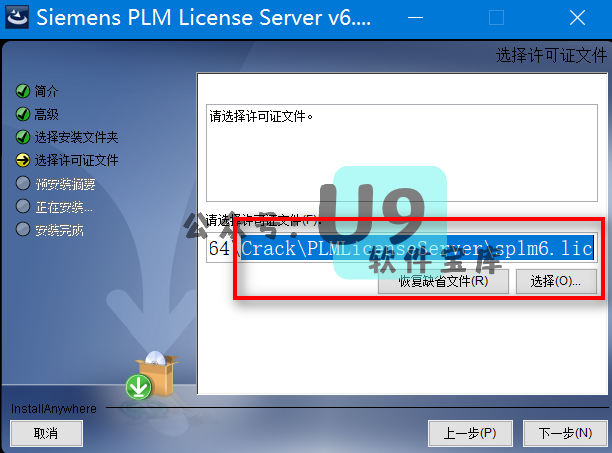 Siemens PLM License Server v6....
选择许可证文件
简介
高级
选择安装文件夹
选择许可证文件
预安装摘要
正在安装...
安装完成
请选择许可证文件。
请选择许可证文件(F):
64\Crack\PLMLicenseServer\splm6.lic
公众号:U9
软件宝库
恢复缺省文件(R)
选择(O)...
InstallAnywhere
取消
上一步(P)
下一步(N)